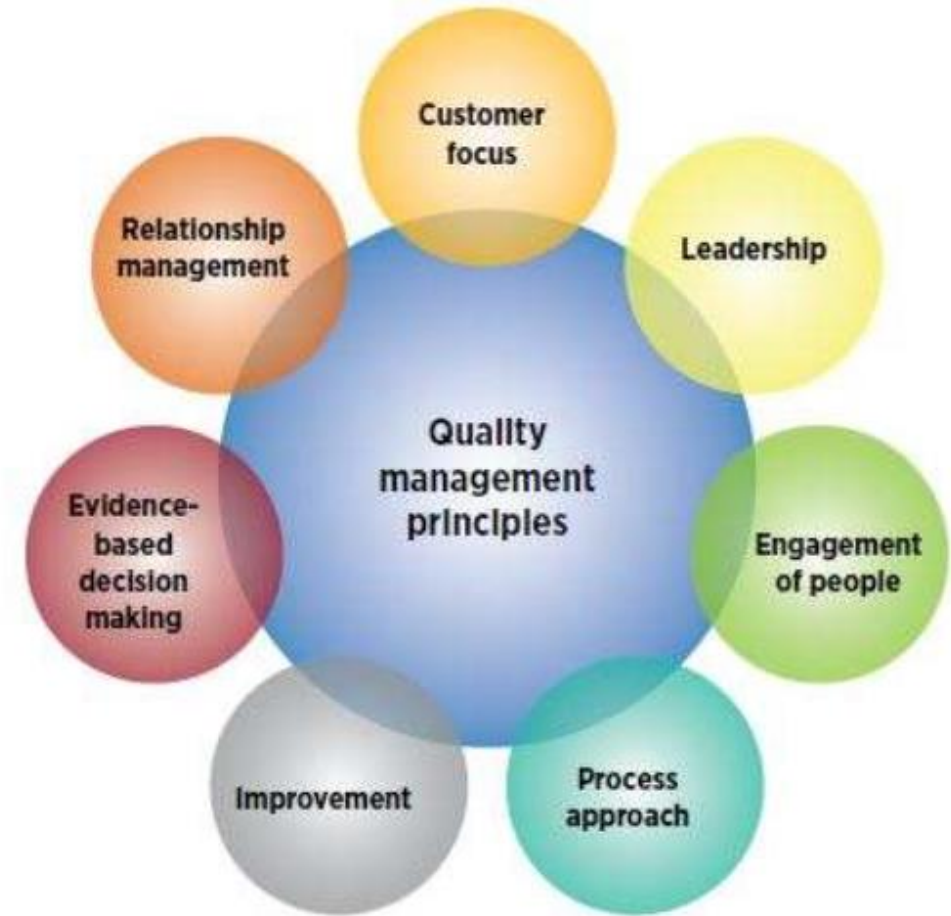 Customer
focus
Leadership
Engagement
of people
Process
approach
Improvement
Evidence-
based
decision
making
Relationship
management
Quality
management
principles